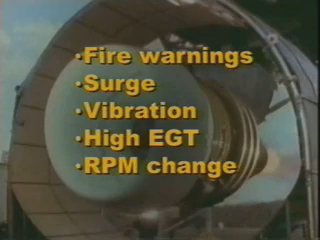 ·Fire warnings
·Surge
·Vibration
·High EGT
·RPM change